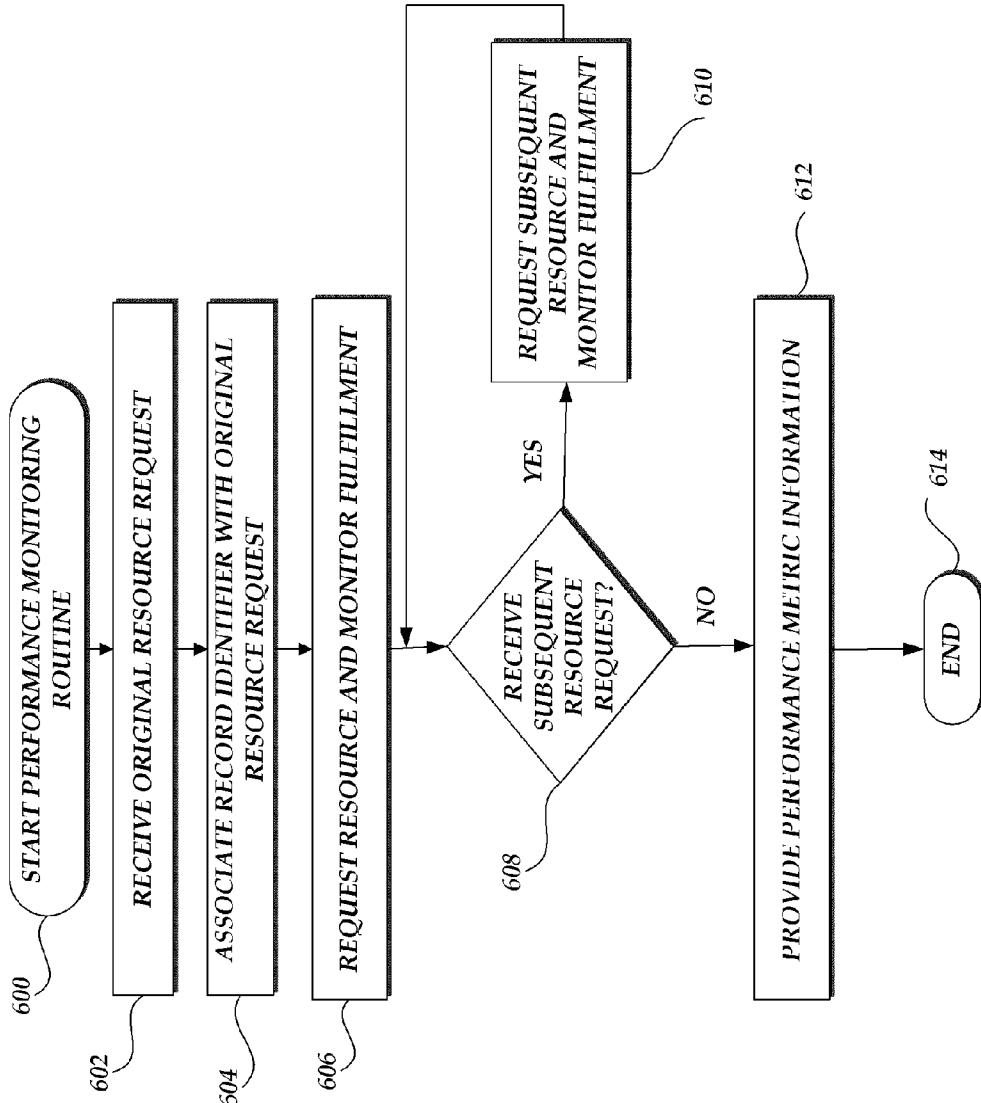 START PERFORMANCE MONITORING
ROUTINE
600
RECEIVE ORIGINAL RESOURCE REQUEST
602
ASSOCIATE RECORD IDENTIFIER WITH ORIGINAL
RESOURCE REQUEST
604
REQUEST RESOURCE AND MONITOR FULFILLMENT
606
RECEIVE
SUBSEQUENT
RESOURCE
REQUEST?
608
YES
REQUEST SUBSEQUENT
RESOURCE AND
MONITOR FULFILLMENT
610
NO
PROVIDE PERFORMANCE METRIC INFORMATION
612
END
614